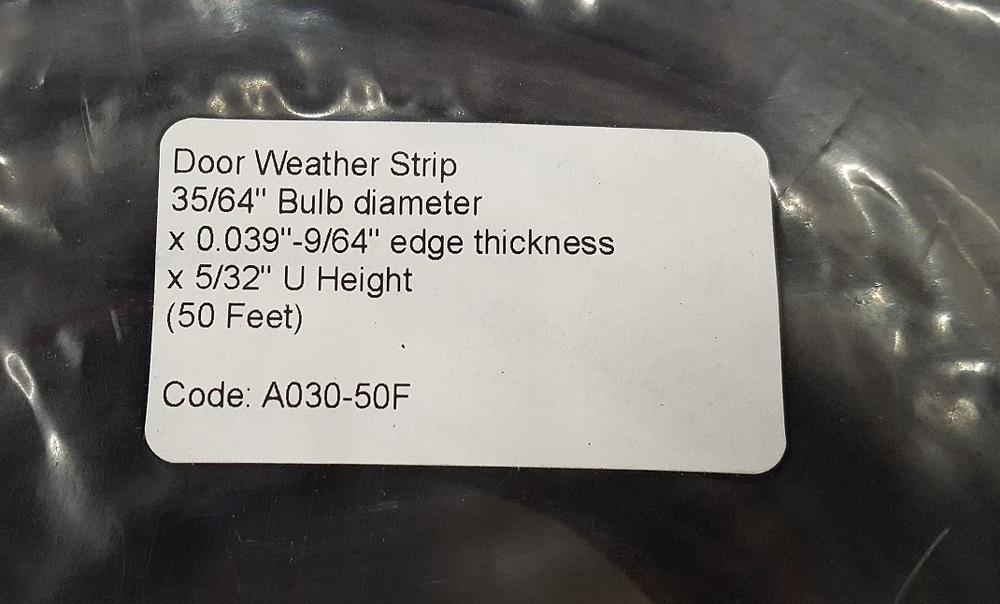 Door Weather Strip
35/64" Bulb diameter
x 0.039"-9/64" edge thickness
x 5/32" U Height
(50 Feet)
Code: A030-50F